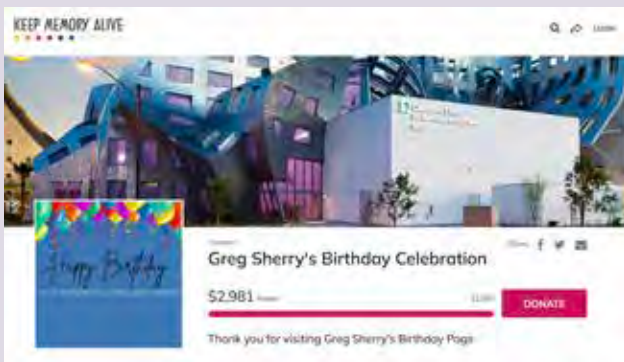 KEEP MEMORY ALIVE
LOGIN
Happy Birthday
Greg Sherry's Birthday Celebration
$2,981
DONATE
Thank you for visiting Greg Sherry's Birthday Page